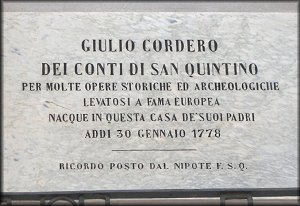 GIULIO CORDERO
DEI CONTI DI SAN QUINTINO
PER MOLTE OPERE STORICHE ED ARCHEOLOGICHE
LEVATOSI A FAMA EUROPEA
NACQUE IN QUESTA CASA DE'SUOI PADRI
ADDI 30 GENNAIO 1778
RICORDO POSTO DAL NIPOTE F. S. Q.